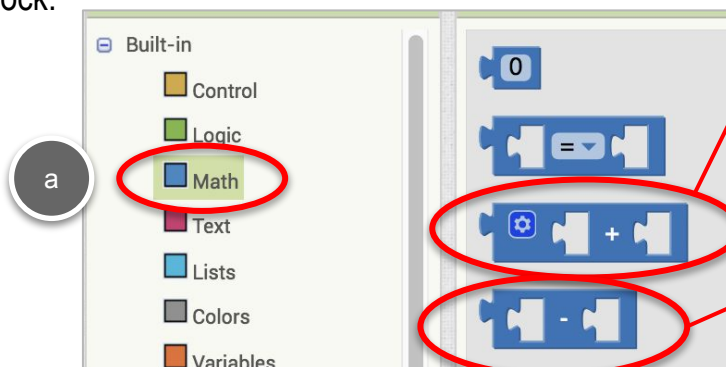 ock.
Built-in
0
Control
Logic
=
a
Math
+
Text
Lists
-
Colors
Variables